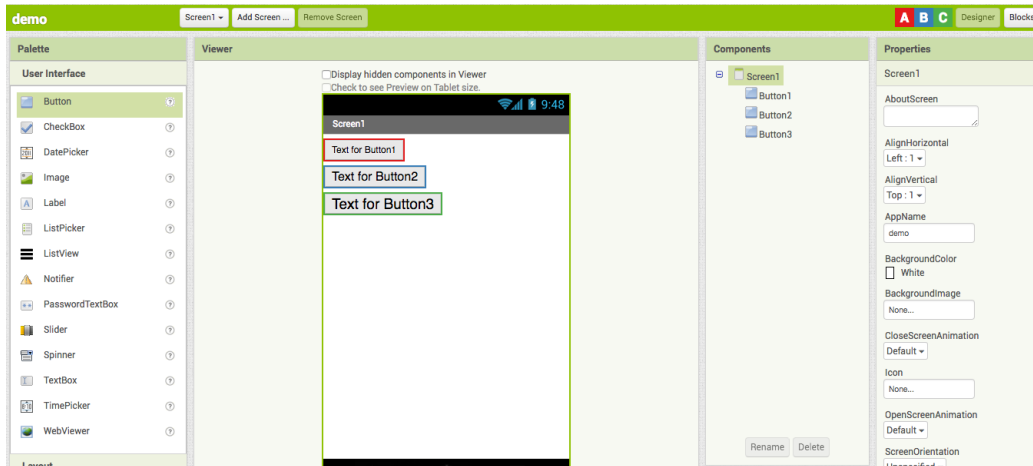 demo
Screen1
Add Screen ...
Remove Screen
A B C
Designer
Blocks
Palette
User Interface
Button
CheckBox
DatePicker
Image
Label
ListPicker
ListView
Notifier
PasswordTextBox
Slider
Spinner
TextBox
TimePicker
WebViewer
Viewer
Display hidden components in Viewer
Check to see Preview on Tablet size.
9:48
Screen1
Text for Button1
Text for Button2
Text for Button3
Components
Screen1
Button1
Button2
Button3
Rename Delete
Properties
Screen1
AboutScreen
AlignHorizontal
Left : 1
AlignVertical
Top : 1
AppName
demo
BackgroundColor
White
BackgroundImage
None...
CloseScreenAnimation
Default
Icon
None...
OpenScreenAnimation
Default
ScreenOrientation